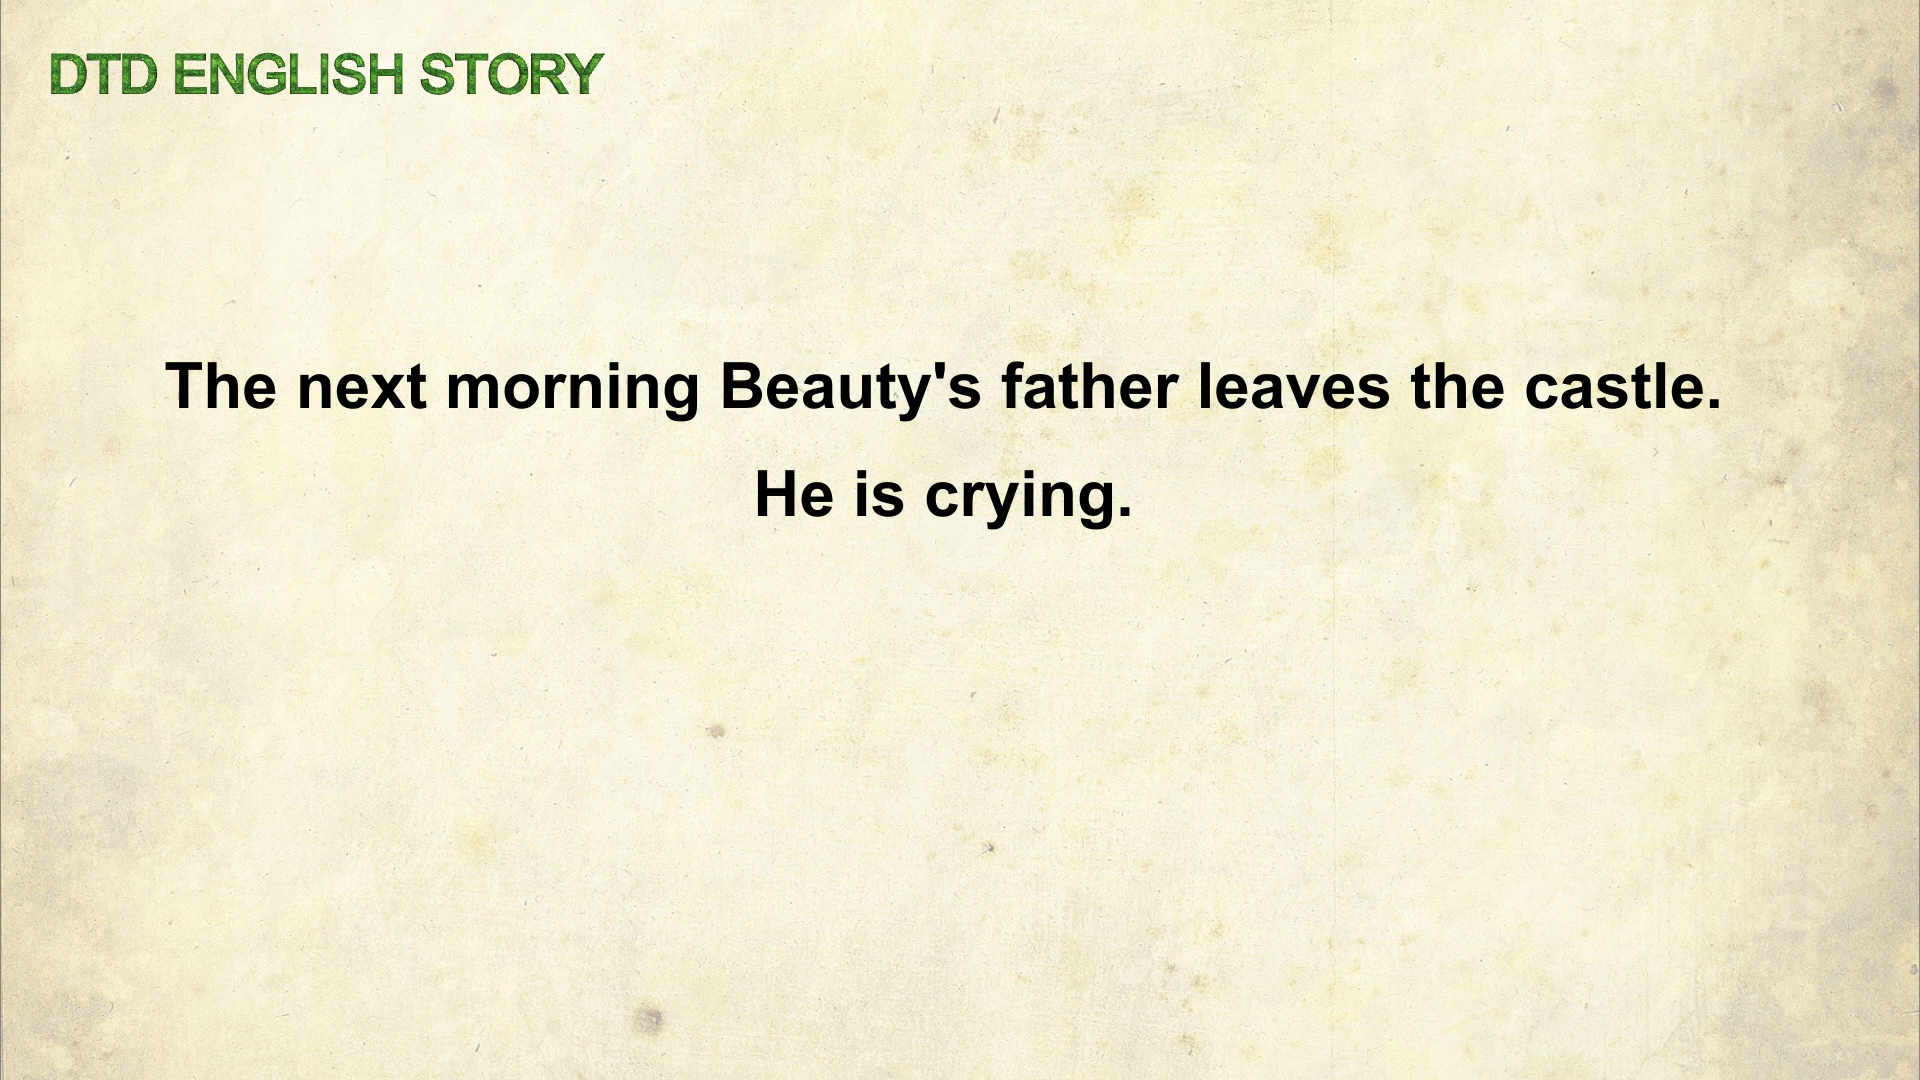 DTD ENGLISH STORY
The next morning Beauty's father leaves the castle.
He is crying.